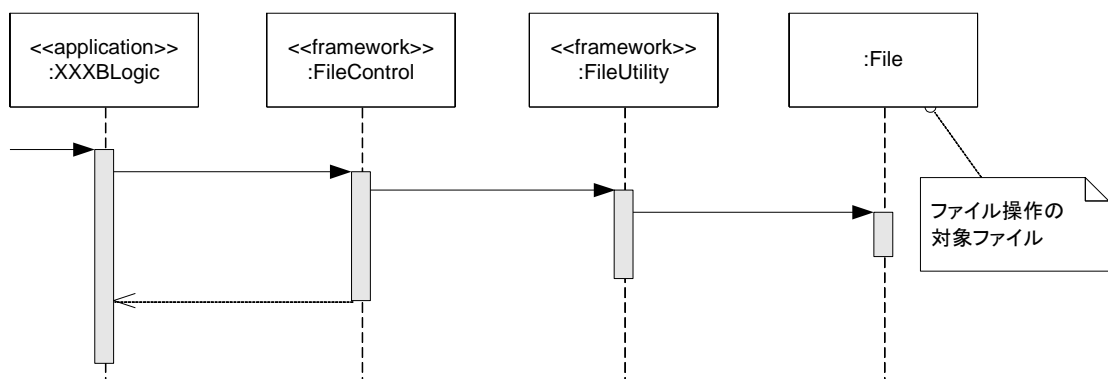 <<application>>
:XXXBLogic
<<framework>>
:FileControl
<<framework>>
:FileUtility
:File
ファイル操作の
対象ファイル